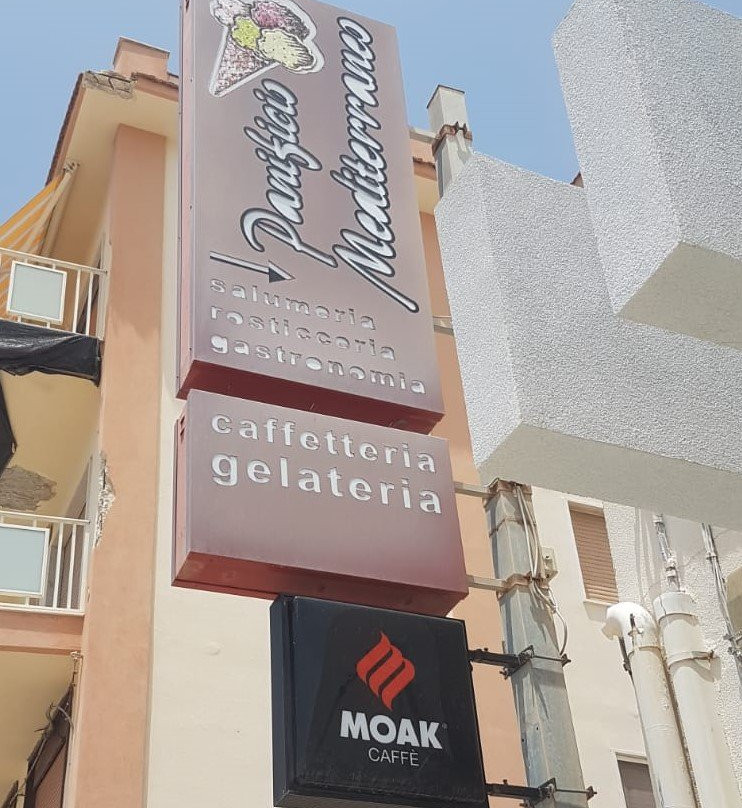 Panificio
Mediterraneo
salumeria
rosticceria
gastronomia
caffetteria
gelateria
MOAK®
CAFFÈ